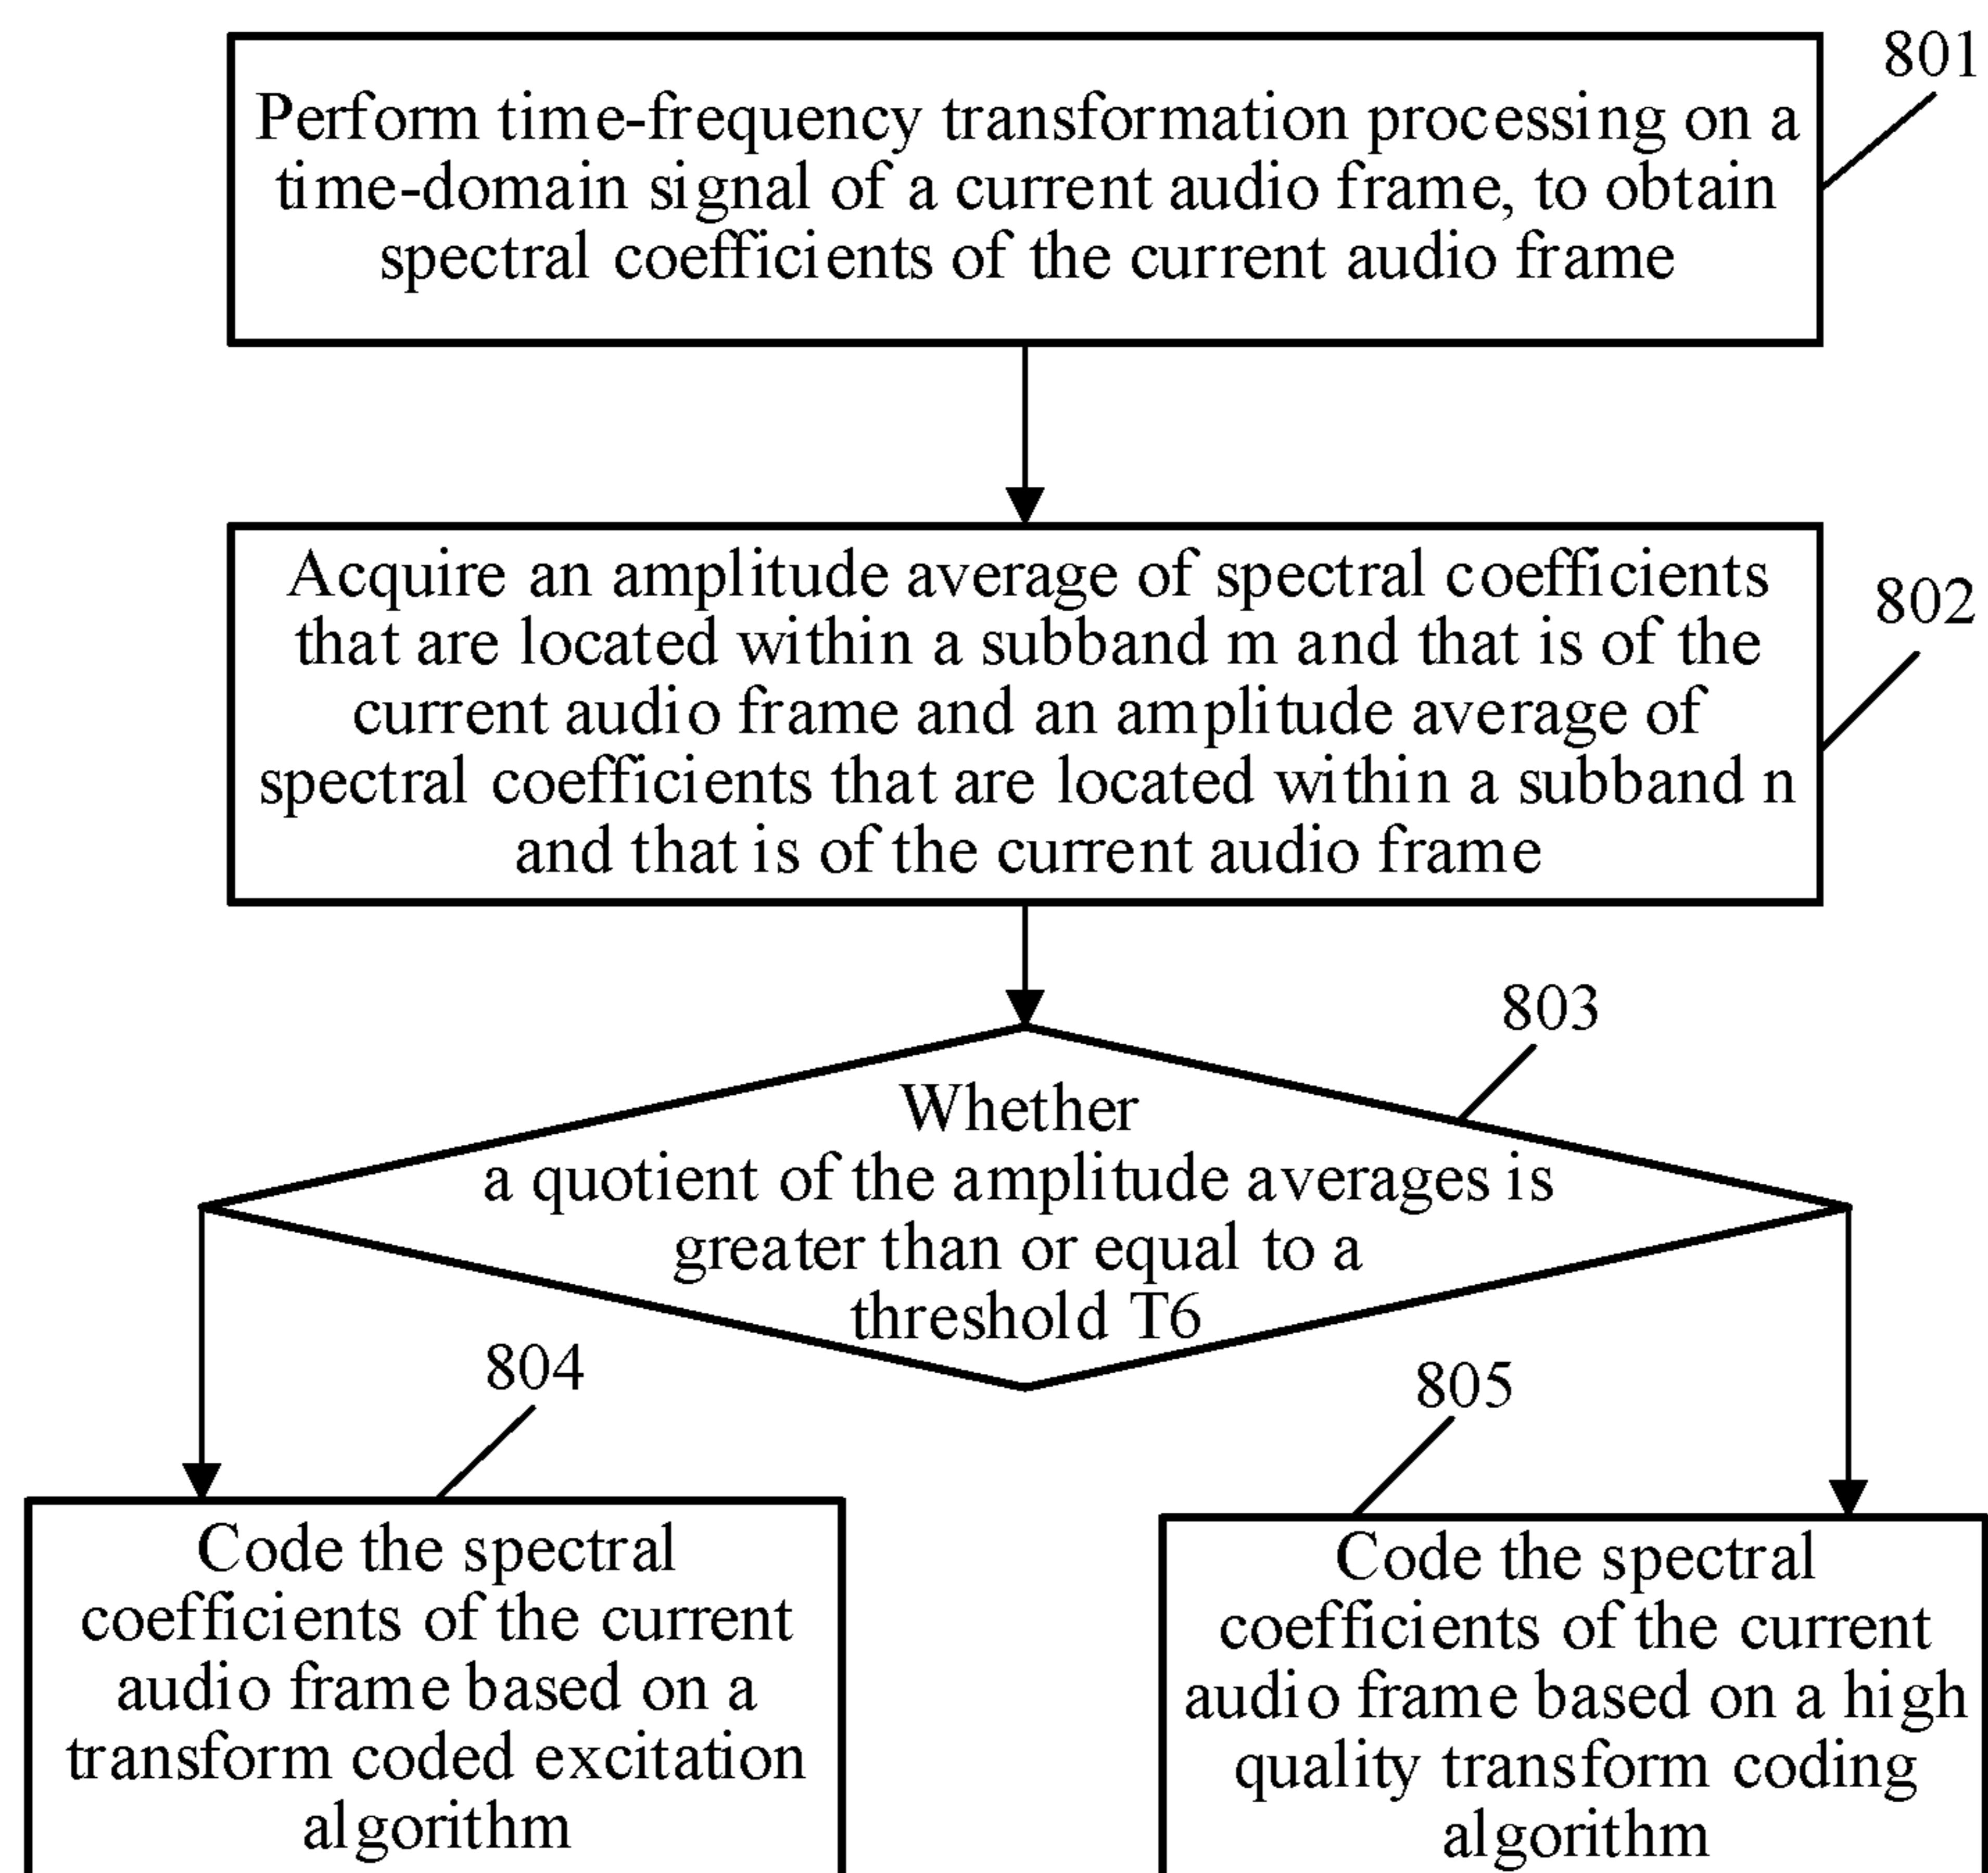 801
Perform time-frequency transformation processing on a
time-domain signal of a current audio frame, to obtain
spectral coefficients of the current audio frame
802
Acquire an amplitude average of spectral coefficients
that are located within a subband m and that is of the
current audio frame and an amplitude average of
spectral coefficients that are located within a subband n
and that is of the current audio frame
803
Whether
a quotient of the amplitude averages is
greater than or equal to a
threshold T6
804
Code the spectral
coefficients of the current
audio frame based on a
transform coded excitation
algorithm
805
Code the spectral
coefficients of the current
audio frame based on a high
quality transform coding
algorithm